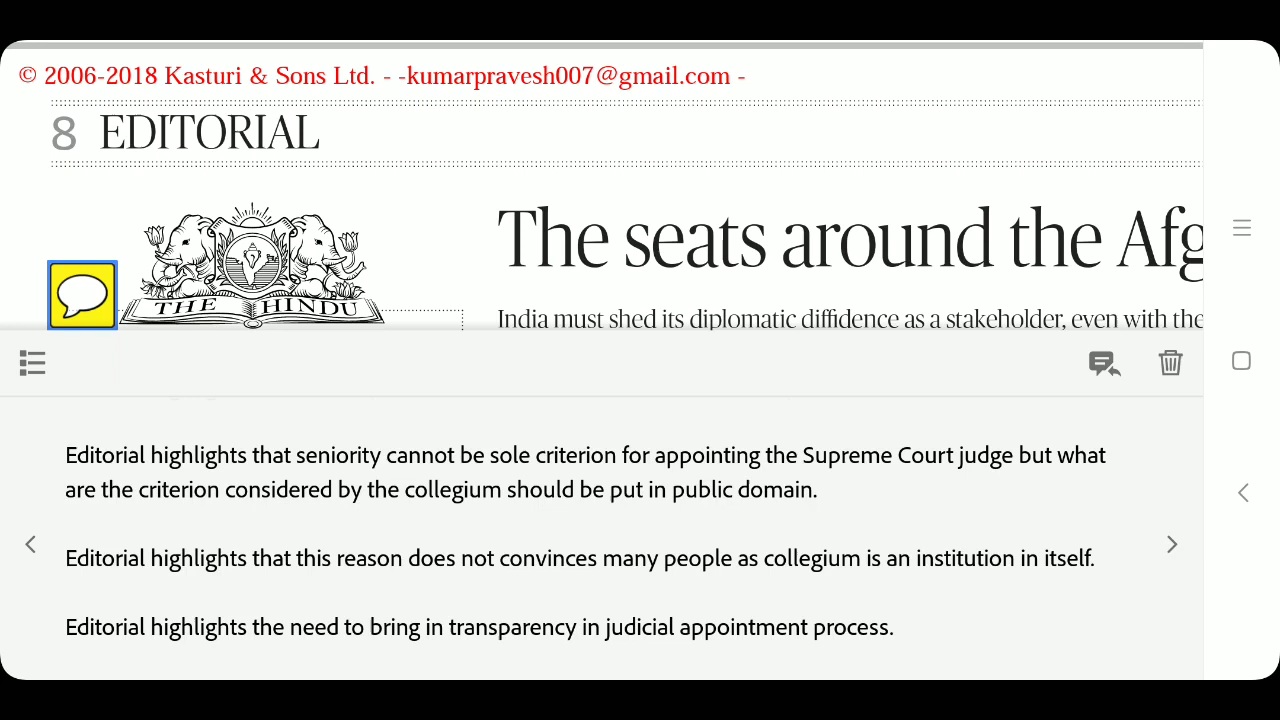 © 2006-2018 Kasturi & Sons Ltd. - -kumarpravesh007@gmail.com -
8 EDITORIAL
THE HINDU
The seats around the Afg
India must shed its diplomatic diffidence as a stakeholder, even with the
Editorial highlights that seniority cannot be sole criterion for appointing the Supreme Court judge but what
are the criterion considered by the collegium should be put in public domain.
Editorial highlights that this reason does not convinces many people as collegium is an institution in itself.
Editorial highlights the need to bring in transparency in judicial appointment process.